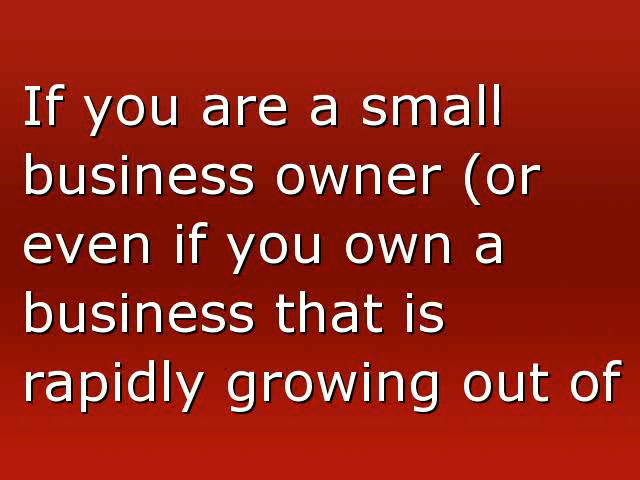 If you are a small
business owner (or
even if you own a
business that is
rapidly growing out of